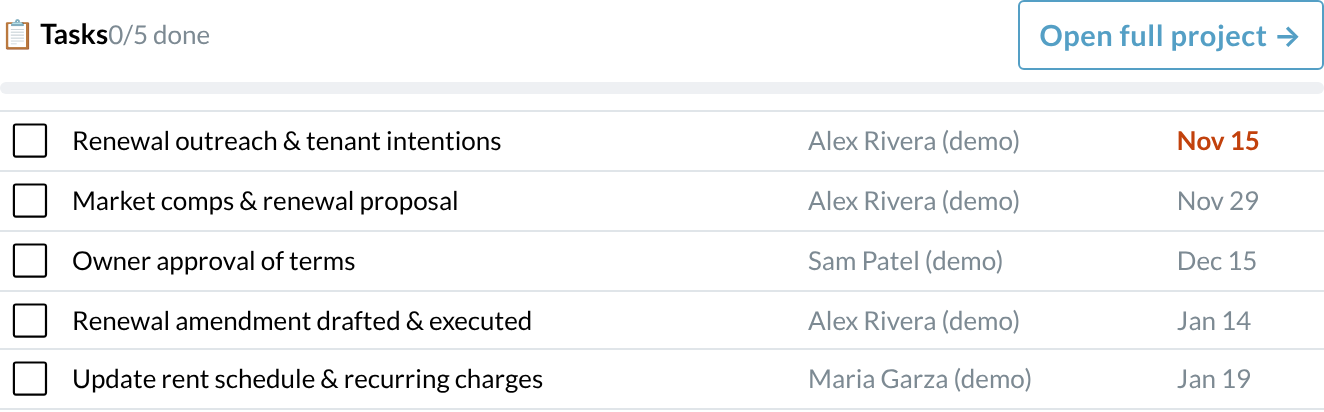 Tasks 0/5 done
Open full project →
Renewal outreach & tenant intentions Alex Rivera (demo) Nov 15
Market comps & renewal proposal Alex Rivera (demo) Nov 29
Owner approval of terms Sam Patel (demo) Dec 15
Renewal amendment drafted & executed Alex Rivera (demo) Jan 14
Update rent schedule & recurring charges Maria Garza (demo) Jan 19